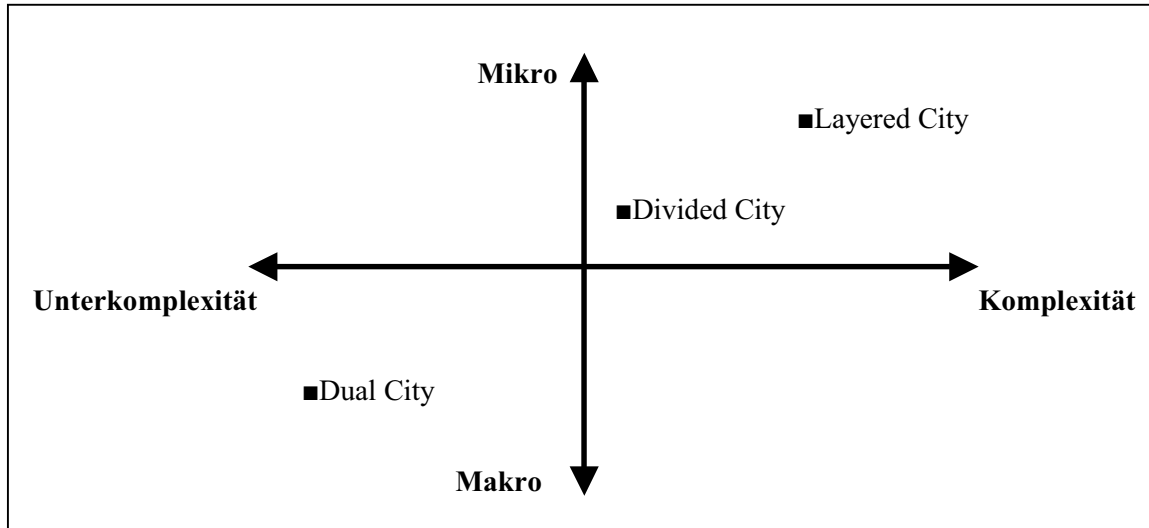 Mikro
■Layered City
■Divided City
Unterkomplexität
Komplexität
■Dual City
Makro